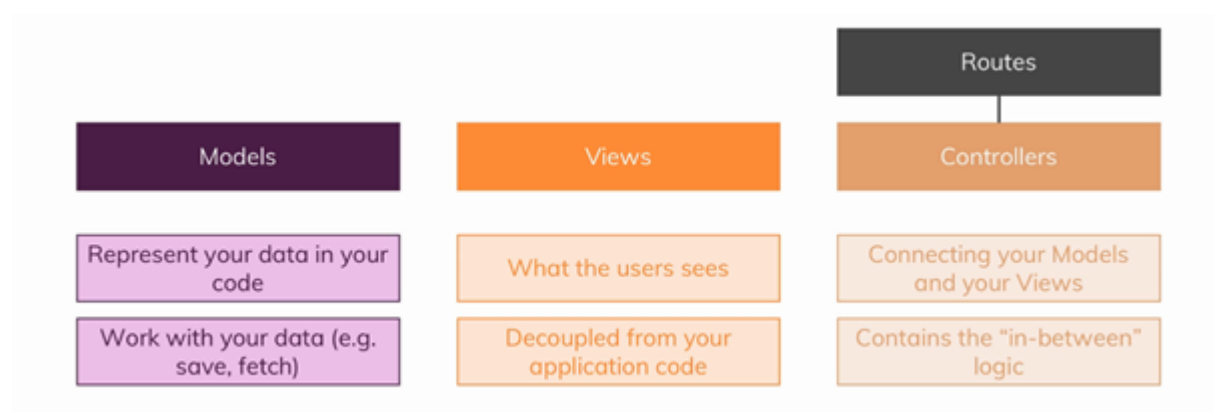 Routes
Models
Views
Controllers
Represent your data in your
code
What the users sees
Connecting your Models
and your Views
Work with your data (e.g.
save, fetch)
Decoupled from your
application code
Contains the “in-between”
logic